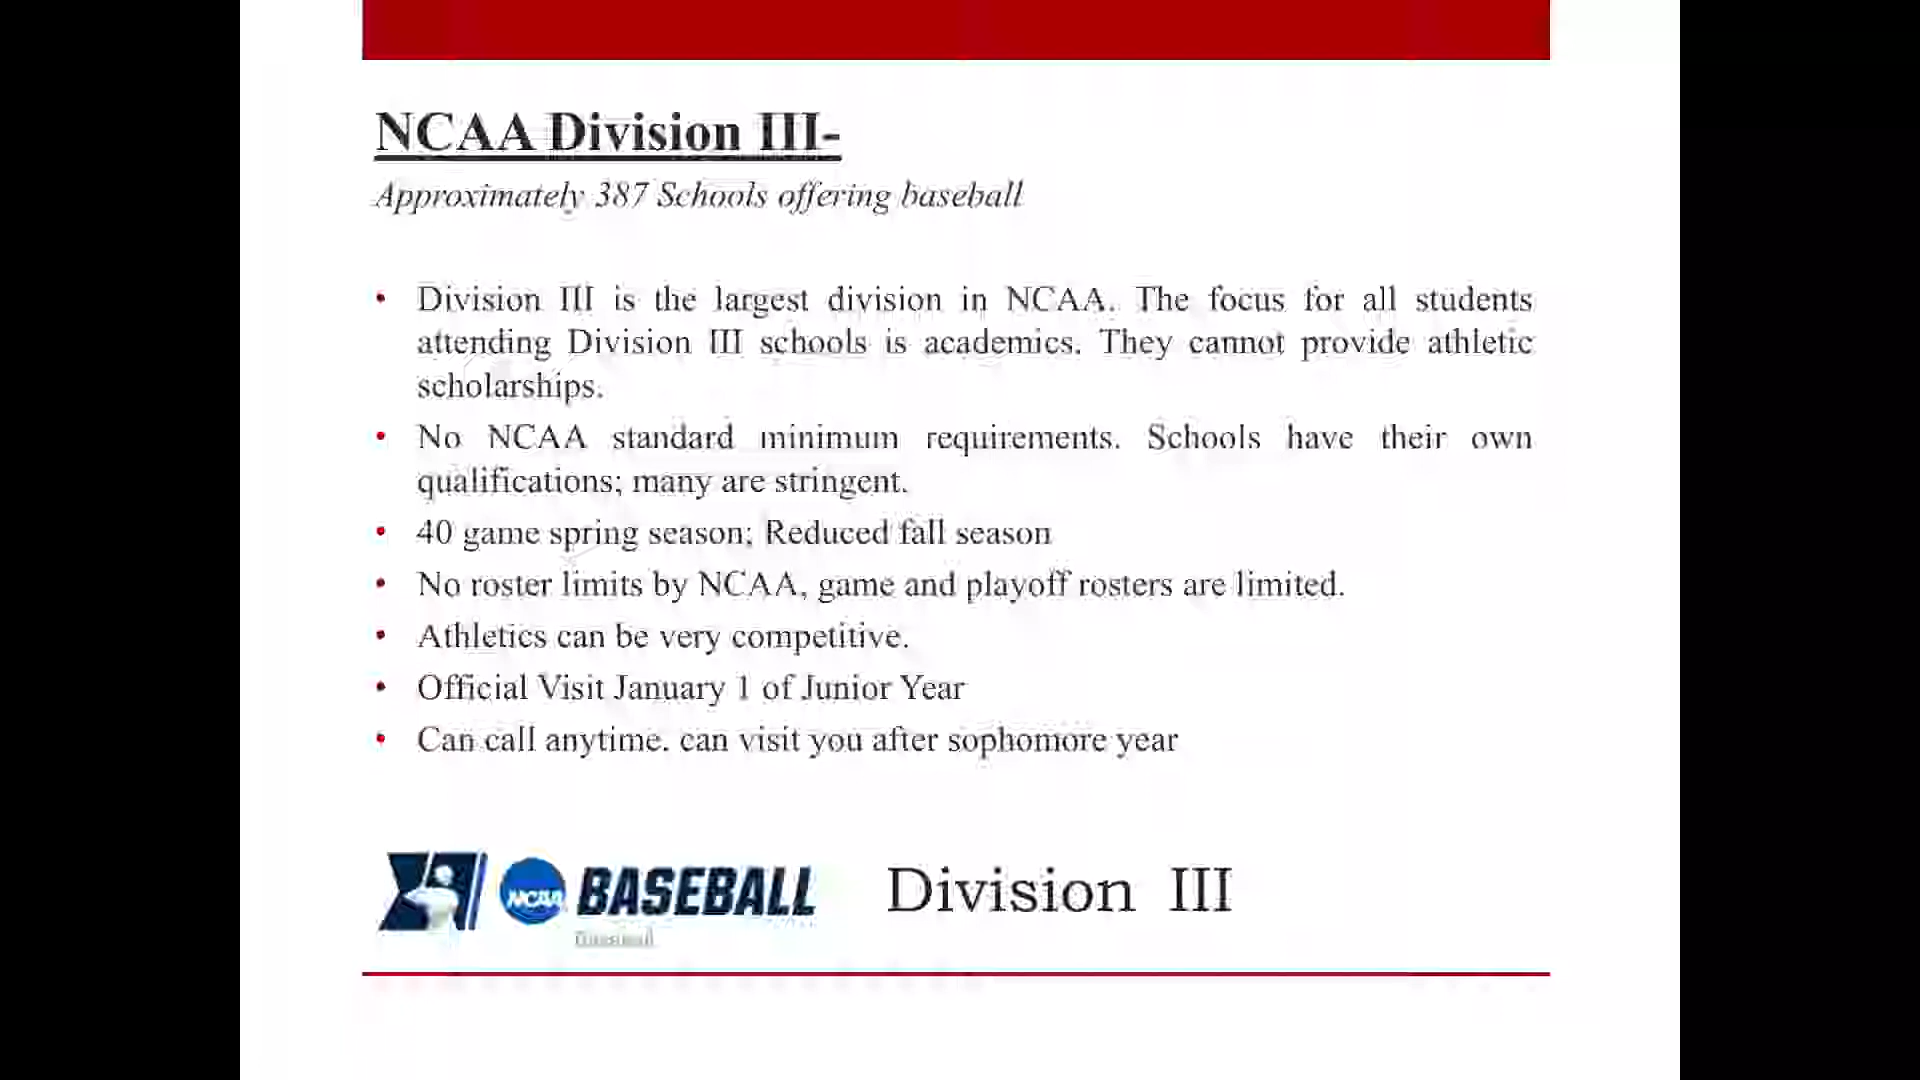 NCAA Division III-
Approximately 387 Schools offering baseball
• Division III is the largest division in NCAA. The focus for all students
attending Division III schools is academics. They cannot provide athletic
scholarships.
• No NCAA standard minimum requirements. Schools have their own
qualifications; many are stringent.
• 40 game spring season; Reduced fall season
• No roster limits by NCAA, game and playoff rosters are limited.
• Athletics can be very competitive.
• Official Visit January 1 of Junior Year
• Can call anytime. can visit you after sophomore year
NCAA BASEBALL Division III